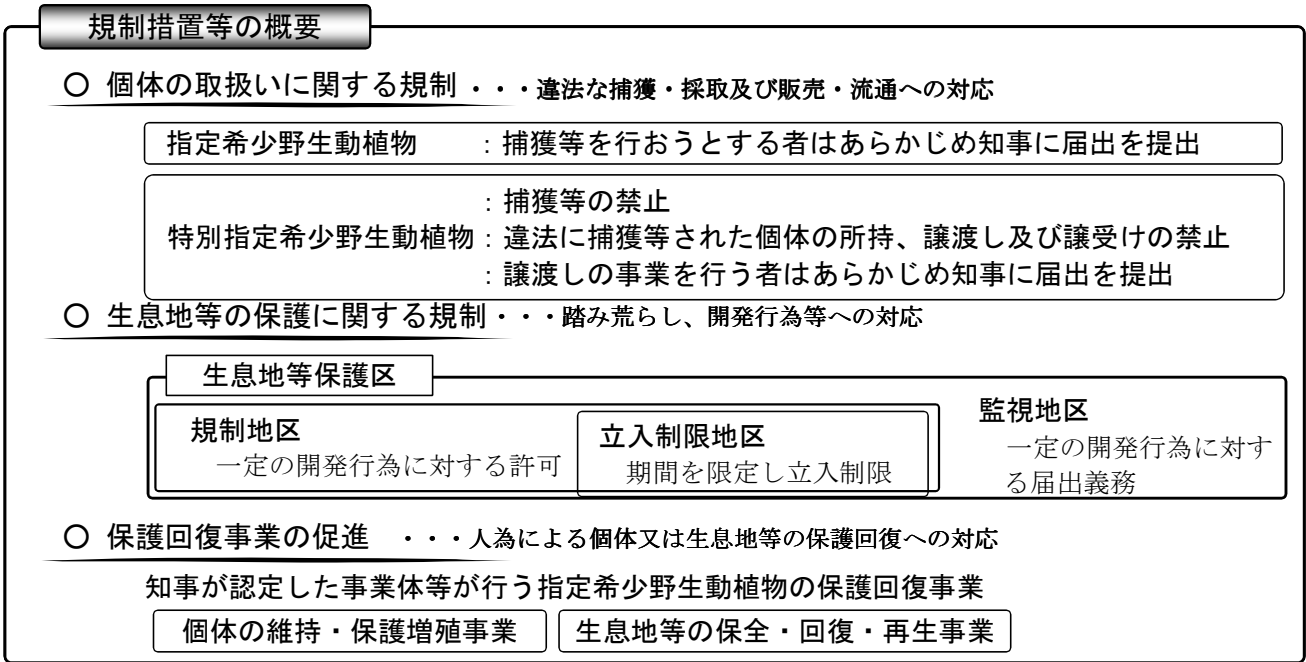 規制措置等の概要
○ 個体の取扱いに関する規制・・・違法な捕獲・採取及び販売・流通への対応
指定希少野生動植物 :捕獲等を行おうとする者はあらかじめ知事に届出を提出
:捕獲等の禁止
特別指定希少野生動植物:違法に捕獲等された個体の所持、譲渡し及び譲受けの禁止
:譲渡しの事業を行う者はあらかじめ知事に届出を提出
○ 生息地等の保護に関する規制・・・踏み荒らし、開発行為等への対応
生息地等保護区
規制地区
一定の開発行為に対する許可
立入制限地区
期間を限定し立入制限
監視地区
一定の開発行為に対す
る届出義務
○ 保護回復事業の促進 ・・・人為による個体又は生息地等の保護回復への対応
知事が認定した事業体等が行う指定希少野生動植物の保護回復事業
個体の維持・保護増殖事業
生息地等の保全・回復・再生事業